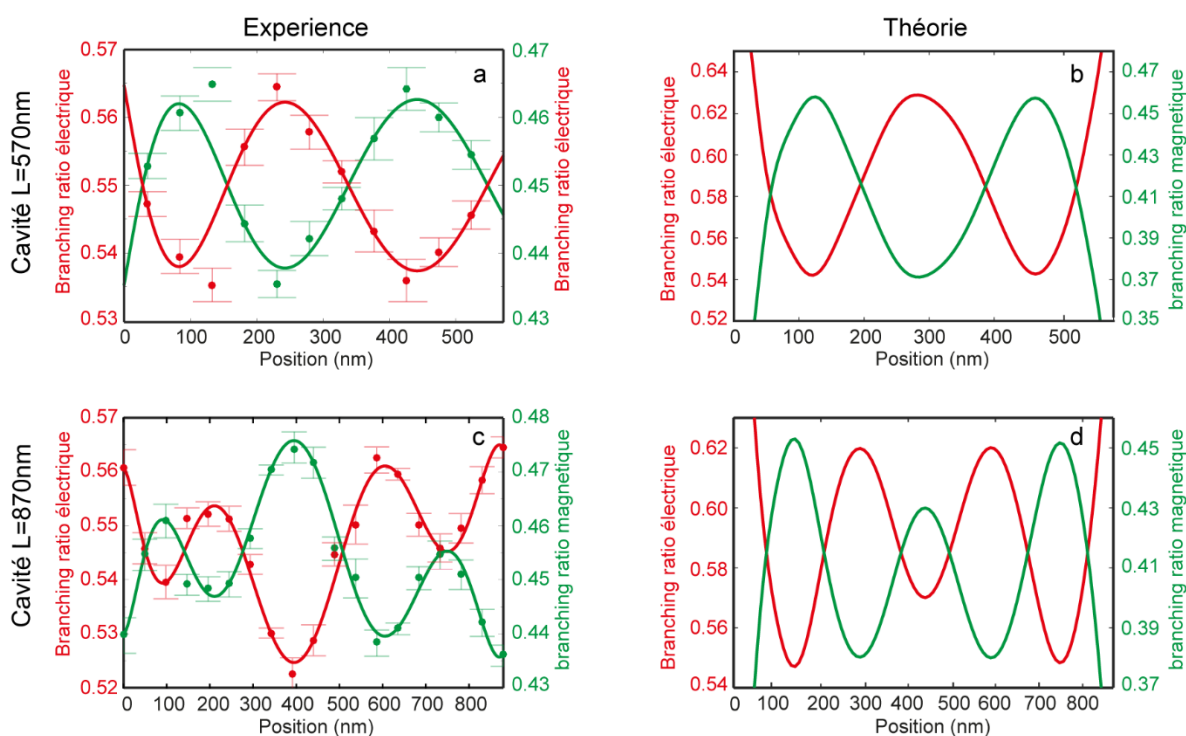 Experience
Théorie
Cavité L=570nm
a
Branching ratio électrique
0.57
0.56
0.55
0.54
0.53
0.47
0.46
0.45
0.44
0.43
Branching ratio électrique
0 100 200 300 400 500
Position (nm)
b
Branching ratio électrique
0.64
0.62
0.60
0.58
0.56
0.54
0.52
0.47
0.45
0.43
0.41
0.39
0.37
0.35
branching ratio magnetique
0 100 200 300 400 500
Position (nm)
Cavité L=870nm
c
Branching ratio électrique
0.57
0.56
0.55
0.54
0.53
0.52
0.48
0.47
0.46
0.45
0.44
0.43
branching ratio magnetique
0 100 200 300 400 500 600 700 800
Position (nm)
d
Branching ratio électrique
0.62
0.60
0.58
0.56
0.54
0.45
0.43
0.41
0.38
0.37
branching ratio magnetique
0 100 200 300 400 500 600 700 800
Position (nm)